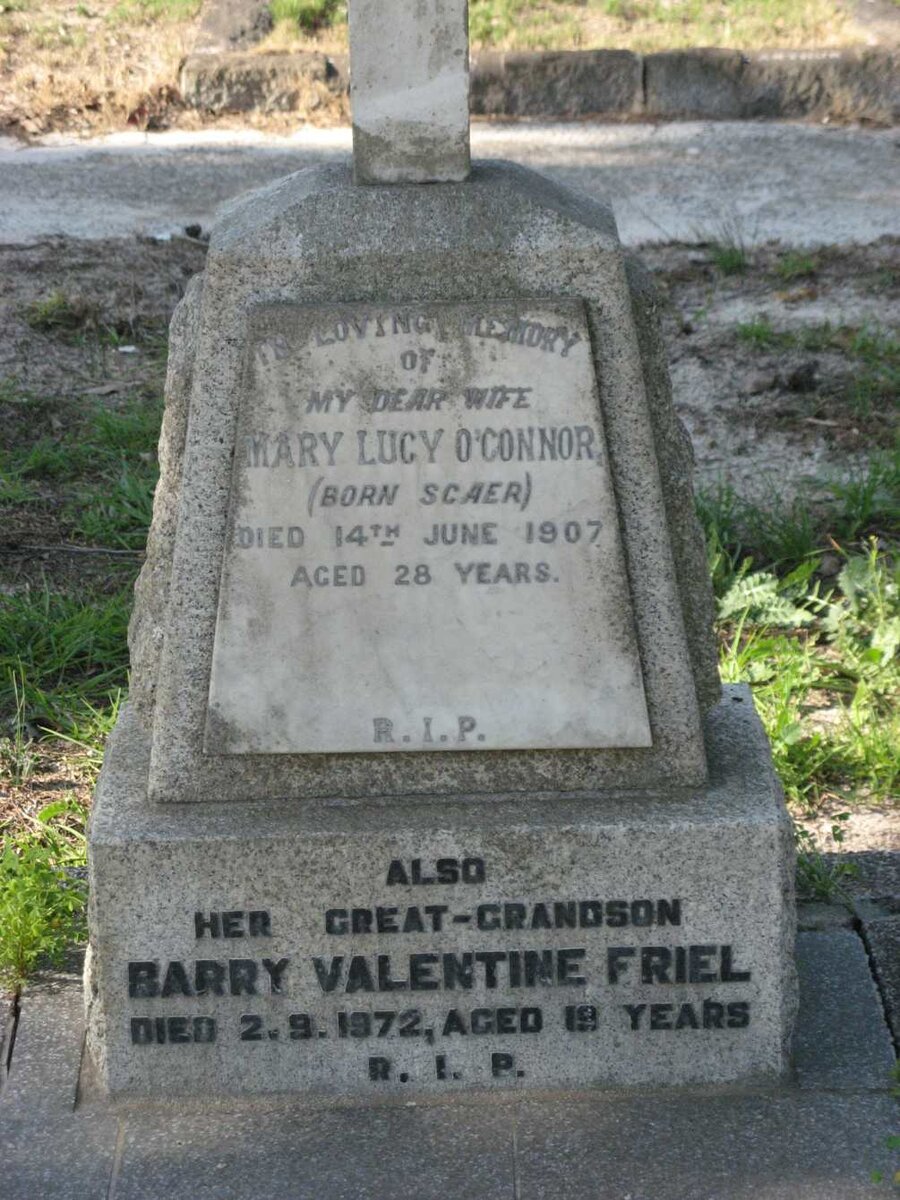 IN LOVING MEMORY
OF
MY DEAR WIFE
MARY LUCY O'CONNOR,
(BORN SCAER)
DIED 14TH JUNE 1907
AGED 28 YEARS.
R.I.P.
ALSO
HER GREAT-GRANDSON
BARRY VALENTINE FRIEL
DIED 2.9.1972, AGED 19 YEARS
R. I. P.